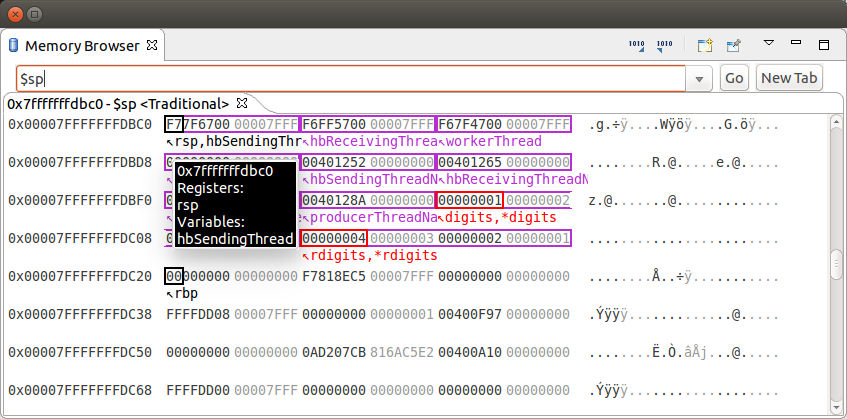 Memory Browser
1010 1010
$sp
Go New Tab
0x7fffffffdbc0 - $sp <Traditional>
0x00007FFFFFFFDBC0 F77F6700 00007FFF F6FF5700 00007FFF F67F4700 00007FFF .g.÷ÿ....Wÿöÿ....G.öÿ...
↖rsp,hbSendingThr ↖hbReceivingThrea ↖workerThread
0x00007FFFFFFFDBD8 00401252 00000000 00401265 00000000 ........R.@.....e.@.....
0x7fffffffdbc0
↖hbSendingThreadN ↖hbReceivingThreadN
Registers:
0x00007FFFFFFFDBF0 0040128A 00000000 00000001 00000002 z.@.......@.............
rsp
↖producerThreadNa ↖digits,*digits
Variables:
0x00007FFFFFFFDC08 00000004 00000003 00000002 00000001 ........................
hbSendingThread
↖rdigits,*rdigits
0x00007FFFFFFFDC20 00000000 00000000 F7818EC5 00007FFF 00000000 00000000 ........Å..÷ÿ...........
↖rbp
0x00007FFFFFFFDC38 FFFFDD08 00007FFF 00000000 00000001 00400F97 00000000 .Ýÿÿÿ.............@.....
0x00007FFFFFFFDC50 00000000 00000000 0AD207CB 816AC5E2 00400A10 00000000 ........Ë.Ò.âÅj...@.....
0x00007FFFFFFFDC68 FFFFDD00 00007FFF 00000000 00000000 00000000 00000000 .Ýÿÿÿ...................